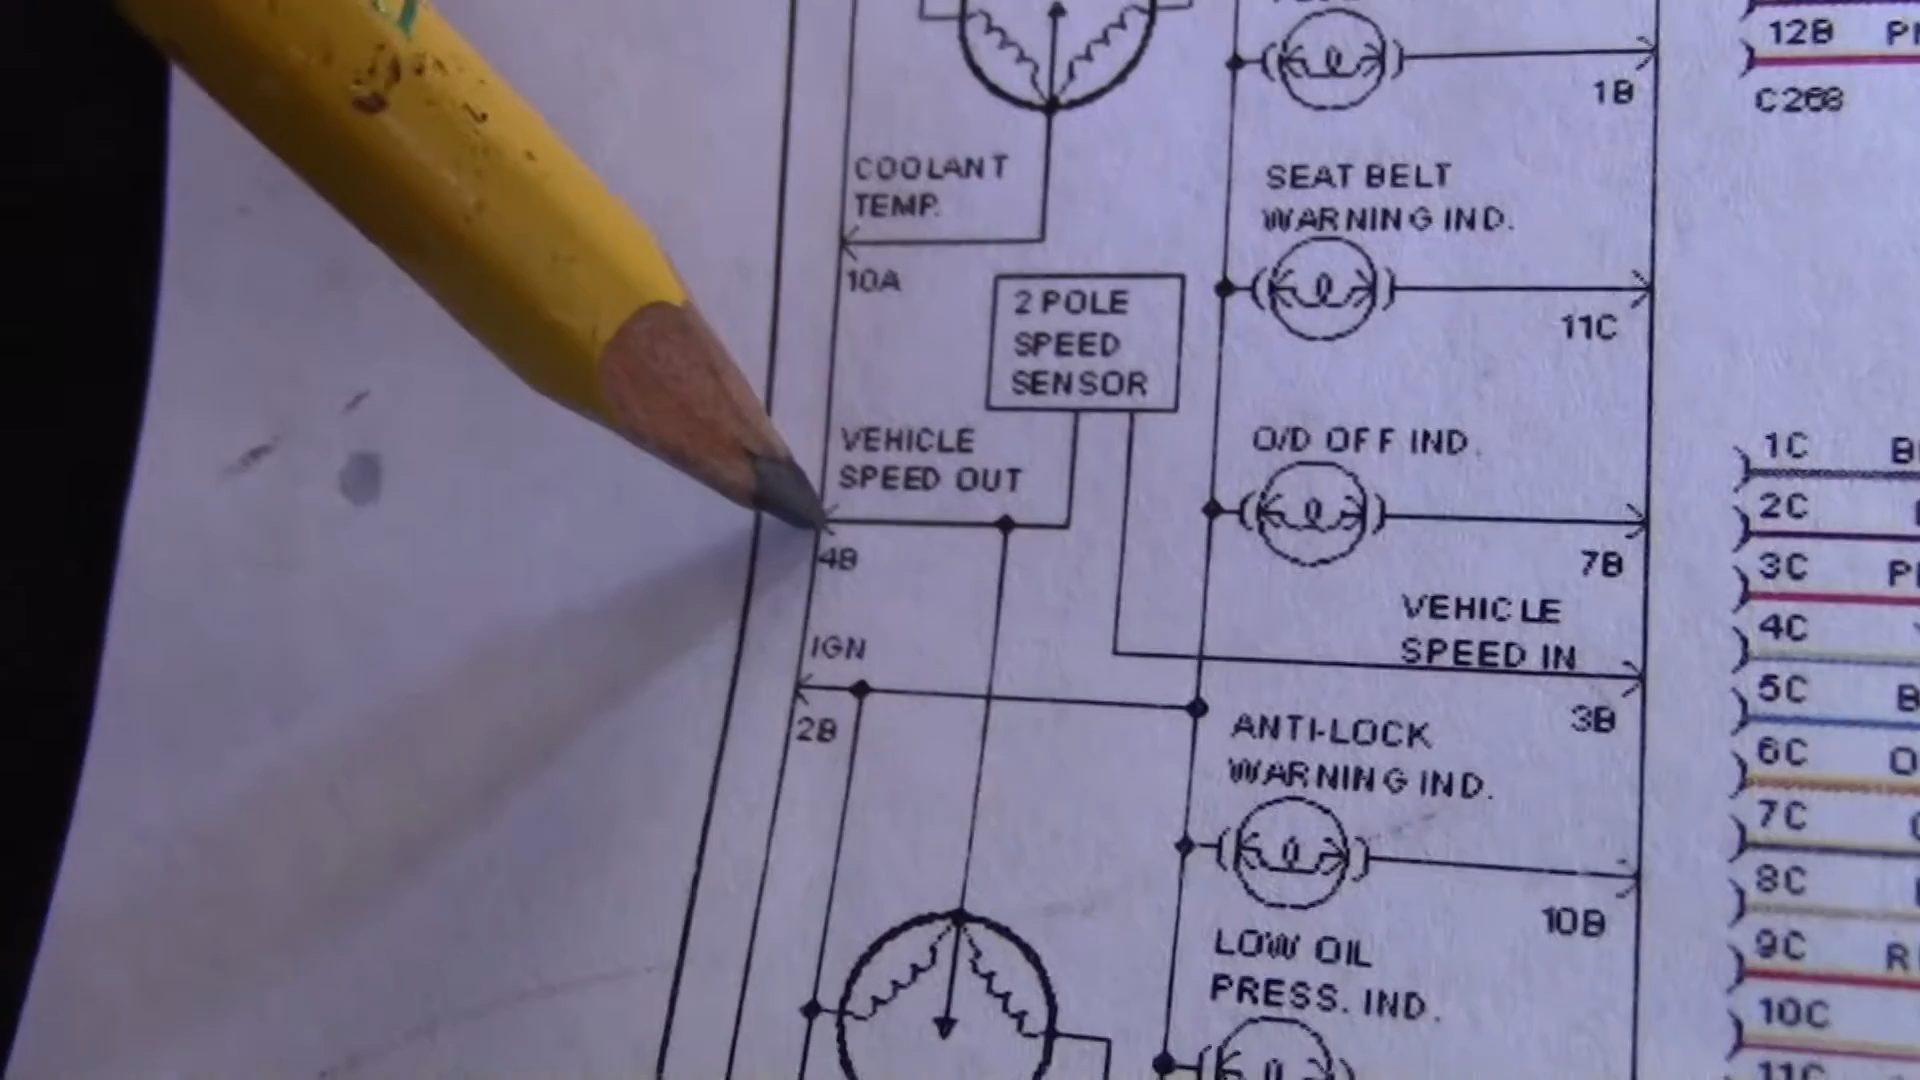 12B
C268
1B
COOLANT
TEMP.
10A
SEAT BELT
WARNING IND.
11C
2 POLE
SPEED
SENSOR
VEHICLE
SPEED OUT
4B
O/D OFF IND.
7B
VEHICLE
SPEED IN
3B
IGN
2B
ANTI-LOCK
WARNING IND.
10B
LOW OIL
PRESS. IND.
1C
2C
3C
4C
5C
6C
7C
8C
9C
10C
11C